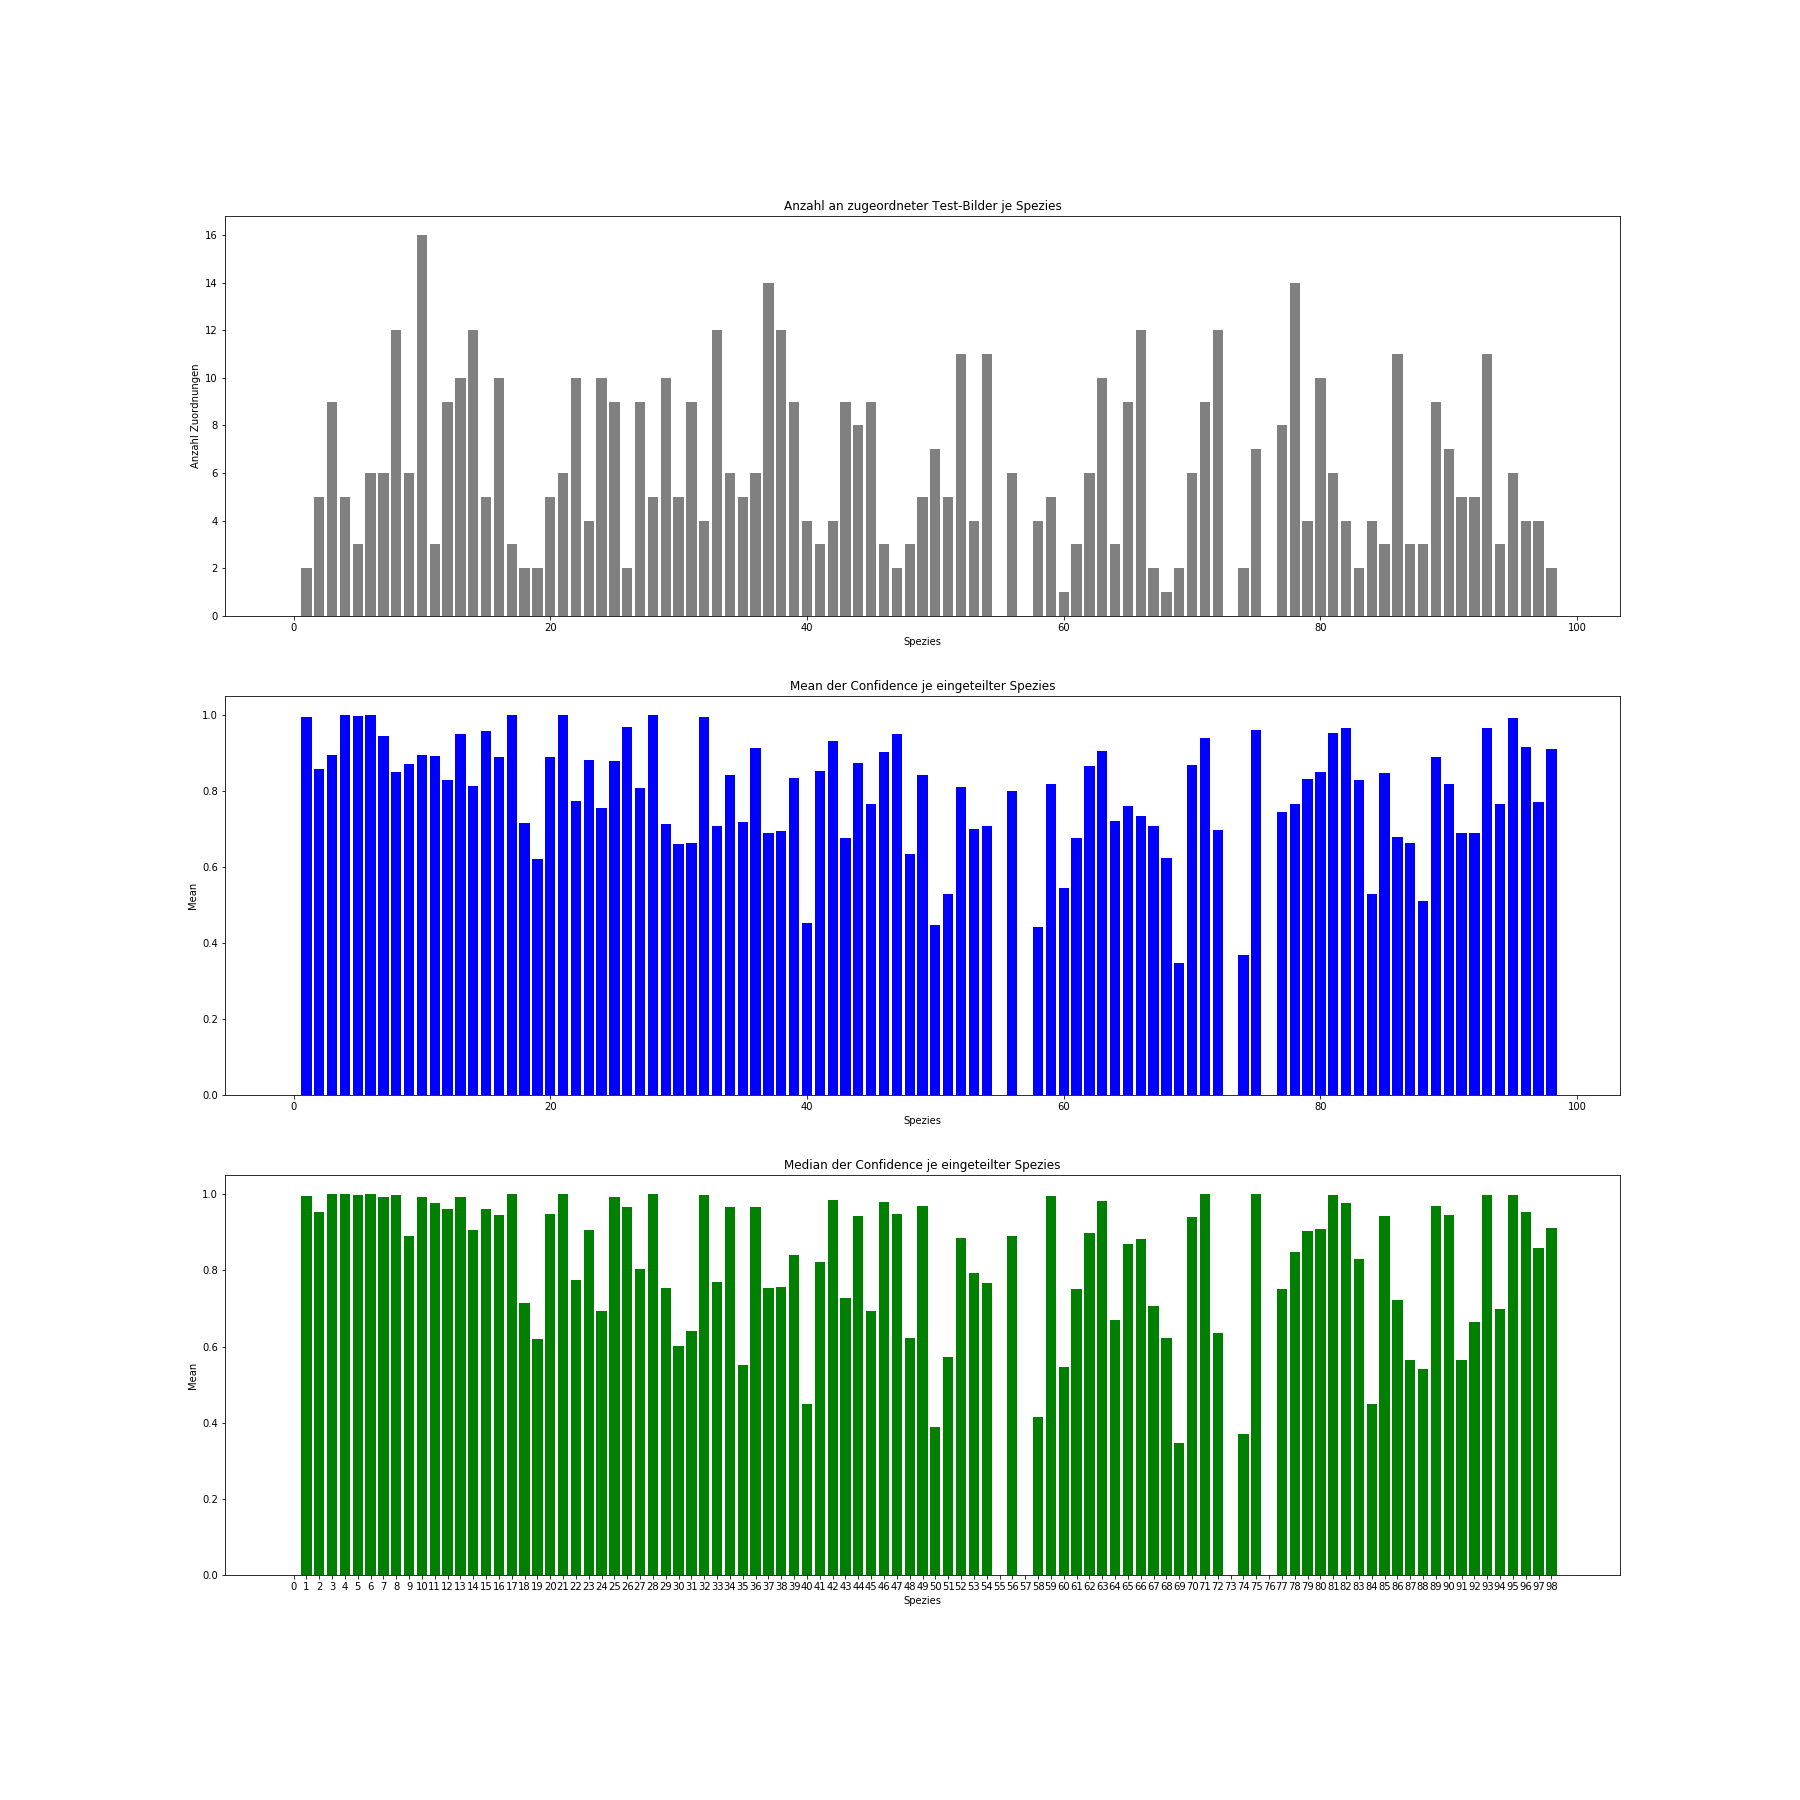 Anzahl an zugeordneter Test-Bilder je Spezies
Anzahl Zuordnungen
16
14
12
10
8
6
4
2
0
0 20 40 60 80 100
Spezies
Mean der Confidence je eingeteilter Spezies
Mean
1.0
0.8
0.6
0.4
0.2
0.0
0 20 40 60 80 100
Spezies
Median der Confidence je eingeteilter Spezies
Mean
1.0
0.8
0.6
0.4
0.2
0.0
0 1 2 3 4 5 6 7 8 9 10 11 12 13 14 15 16 17 18 19 20 21 22 23 24 25 26 27 28 29 30 31 32 33 34 35 36 37 38 39 40 41 42 43 44 45 46 47 48 49 50 51 52 53 54 55 56 57 58 59 60 61 62 63 64 65 66 67 68 69 70 71 72 73 74 75 76 77 78 79 80 81 82 83 84 85 86 87 88 89 90 91 92 93 94 95 96 97 98
Spezies